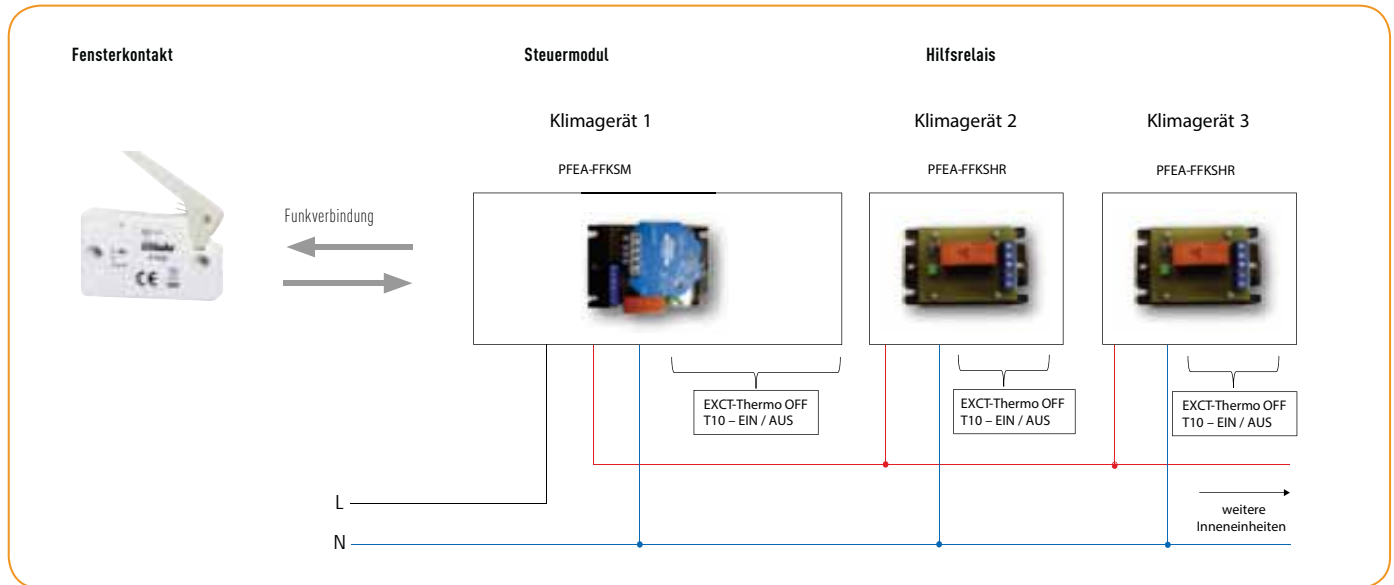 Fensterkontakt
Steuermodul
Hilfsrelais
Klimagerät 1
Klimagerät 2
Klimagerät 3
PFEA-FFKSM
PFEA-FFKSHR
PFEA-FFKSHR
Funkverbindung
CE
EXCT-Thermo OFF
T10 – EIN / AUS
EXCT-Thermo OFF
T10 – EIN / AUS
EXCT-Thermo OFF
T10 – EIN / AUS
L
weitere
Inneneinheiten
N